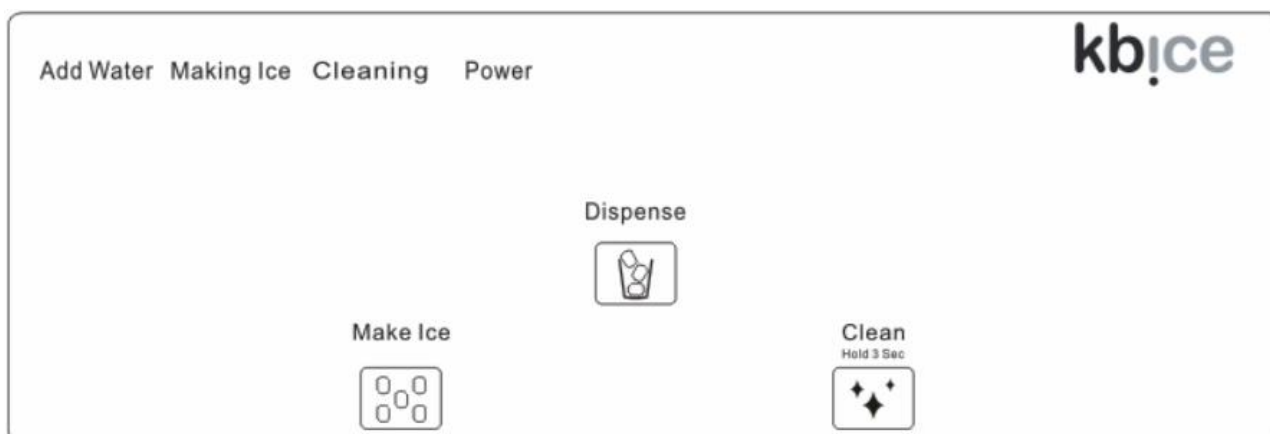 kbice
Add Water Making Ice Cleaning Power
Dispense
Make Ice
Clean
Hold 3 Sec